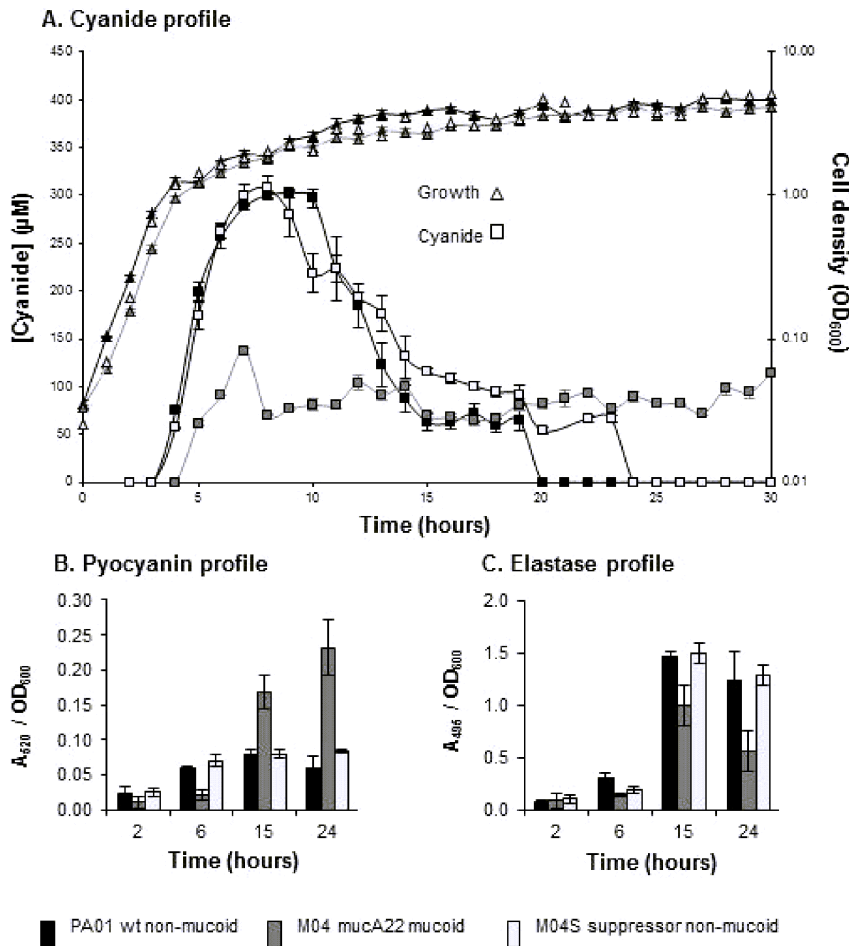 A. Cyanide profile
450
400
350
300
250
200
150
100
50
0
[Cyanide] (µM)
10.00
1.00
0.10
0.01
Cell density (OD600)
Growth
Cyanide
0 5 10 15 20 25 30
Time (hours)
B. Pyocyanin profile
0.30
0.25
0.20
0.15
0.10
0.05
0.00
A520 / OD600
2 6 15 24
Time (hours)
C. Elastase profile
2.0
1.5
1.0
0.5
0.0
A495 / OD600
2 6 15 24
Time (hours)
PA01 wt non-mucoid M04 mucA22 mucoid M04S suppressor non-mucoid